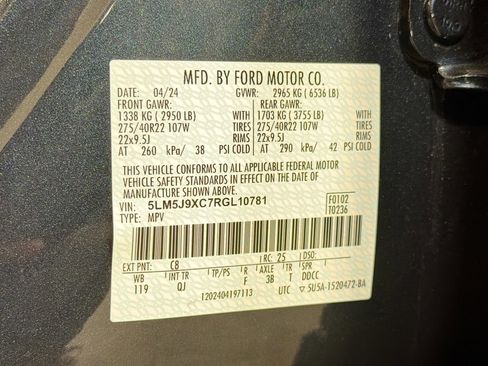 MFD. BY FORD MOTOR CO.
DATE: 04/24 GVWR: 2965 KG ( 6536 LB)
FRONT GAWR: REAR GAWR:
1338 KG ( 2950 LB) WITH 1703 KG ( 3755 LB) WITH
275/40R22 107W TIRES 275/40R22 107W TIRES
22x9.5J RIMS 22x9.5J RIMS
AT 260 kPa/ 38 PSI COLD AT 290 kPa/ 42 PSI COLD
THIS VEHICLE CONFORMS TO ALL APPLICABLE FEDERAL MOTOR
VEHICLE SAFETY STANDARDS IN EFFECT ON THE DATE OF
MANUFACTURE SHOWN ABOVE.
VIN: 5LM5J9XC7RGL10781 F0102
TYPE: MPV T0236
EXT PNT: C8 RC: 25 DSO:
WB INT TR TP/PS R AXLE TR SPR
119 QJ F 3B T DDCC
1202404197113 UTC ▽ 5U5A-1520472-BA